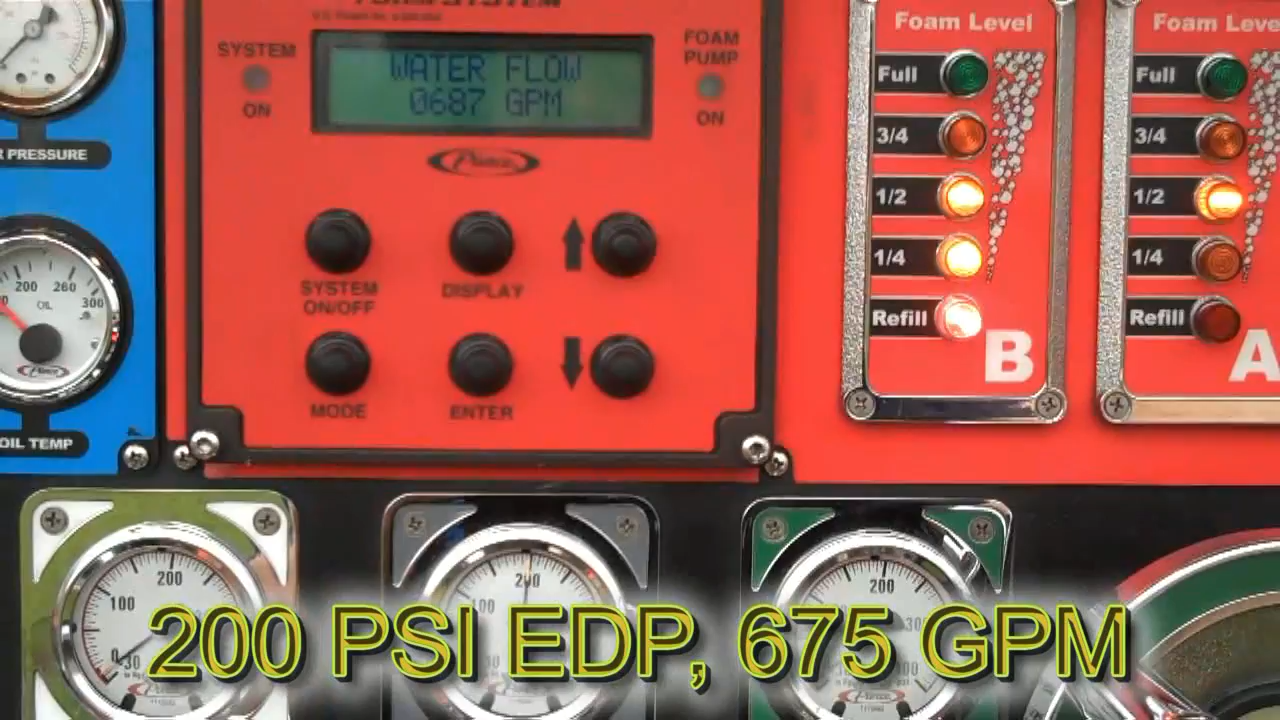 SYSTEM
ON
WATER FLOW
0687 GPM
FOAM
PUMP
ON
Pierce
SYSTEM
ON/OFF
DISPLAY
MODE
ENTER
Foam Level
Full
3/4
1/2
1/4
Refill
B
Foam Level
Full
3/4
1/2
1/4
Refill
A
R PRESSURE
200 260 300
OIL
OIL TEMP
100 200
200
200
200 PSI EDP, 675 GPM